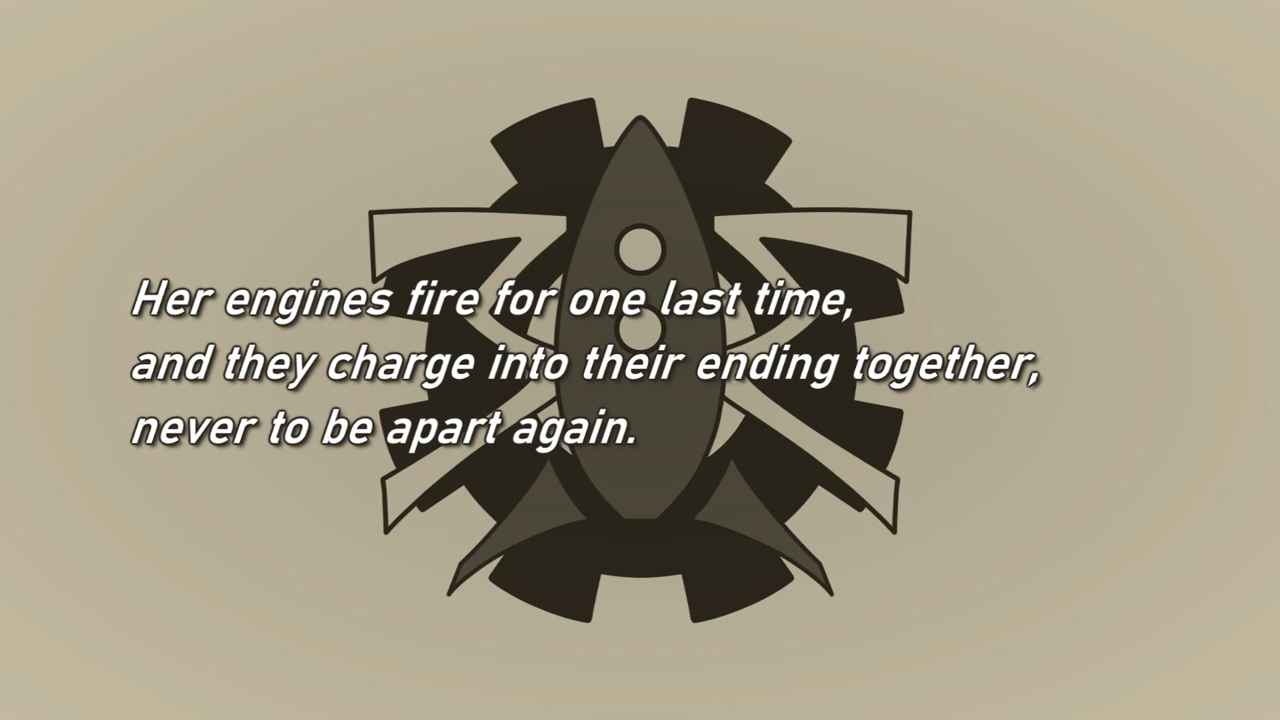 Her engines fire for one last time,
and they charge into their ending together,
never to be apart again.